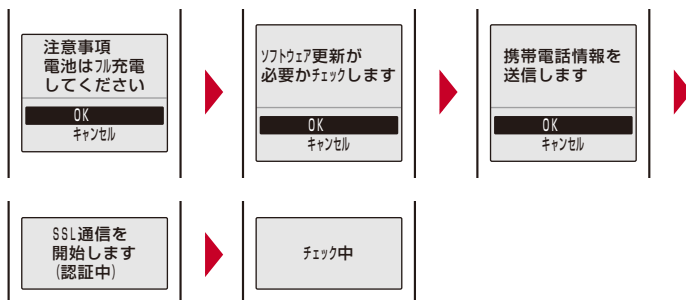 注意事項
電池はﾌﾙ充電
してください
OK
ｷｬﾝｾﾙ
ｿﾌﾄｳｪｱ更新が
必要かﾁｪｯｸします
OK
ｷｬﾝｾﾙ
携帯電話情報を
送信します
OK
ｷｬﾝｾﾙ
SSL通信を
開始します
(認証中)
ﾁｪｯｸ中